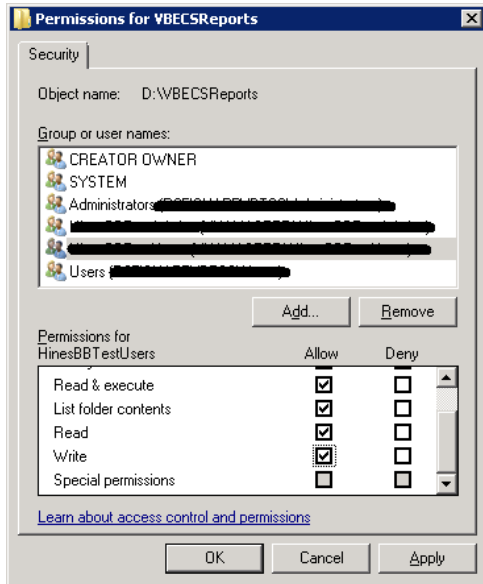 Permissions for VBECSReports
Security
Object name: D:\VBECSReports
Group or user names:
CREATOR OWNER
SYSTEM
Administrators
Users
Add...
Remove
Permissions for
HinesBBTestUsers
Allow
Deny
Read & execute
List folder contents
Read
Write
Special permissions
Learn about access control and permissions
OK
Cancel
Apply